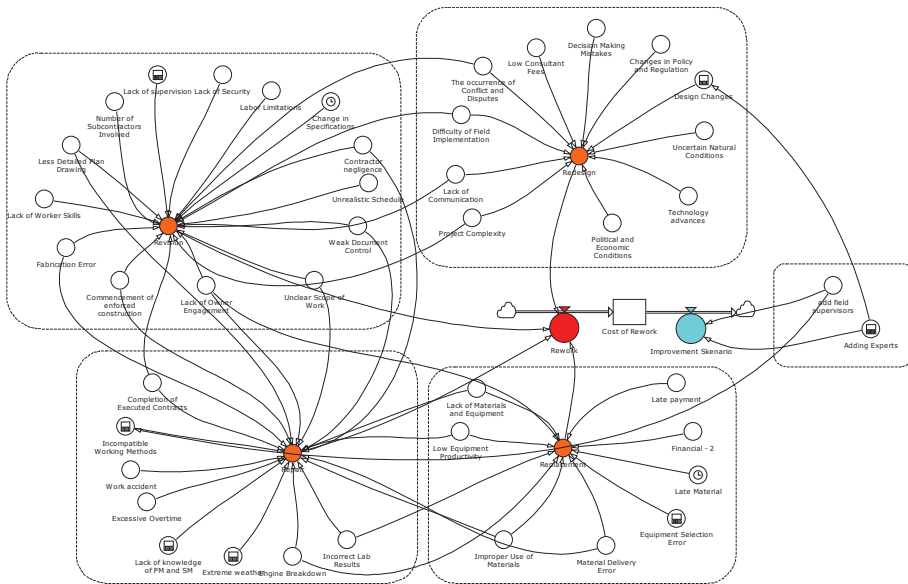 Lack of supervision
Lack of Security
Number of
Subcontractors
Involved
Labor Limitations
Change in
Specifications
Less Detailed Plan
Drawing
Contractor
negligence
Unrealistic Schedule
Lack of Worker Skills
Revision
Weak Document
Control
Fabrication Error
Commencement of
enforced
construction
Lack of Owner
Engagement
Unclear Scope of
Work
Decision Making
Mistakes
Low Consultant
Fees
Changes in Policy
and Regulation
The occurrence of
Conflict and
Disputes
Design Changes
Difficulty of Field
Implementation
Uncertain Natural
Conditions
Redesign
Lack of
Communication
Technology
advances
Project Complexity
Political and
Economic
Conditions
add field
supervisors
Adding Experts
Rework
Cost of Rework
Improvement Skenario
Completion of
Executed Contracts
Incompatible
Working Methods
Repair
Work accident
Excessive Overtime
Lack of knowledge
of PM and SM
Extreme weather
Engine Breakdown
Incorrect Lab
Results
Lack of Materials
and Equipment
Late payment
Low Equipment
Productivity
Financial - 2
Replacement
Late Material
Equipment Selection
Error
Improper Use of
Materials
Material Delivery
Error